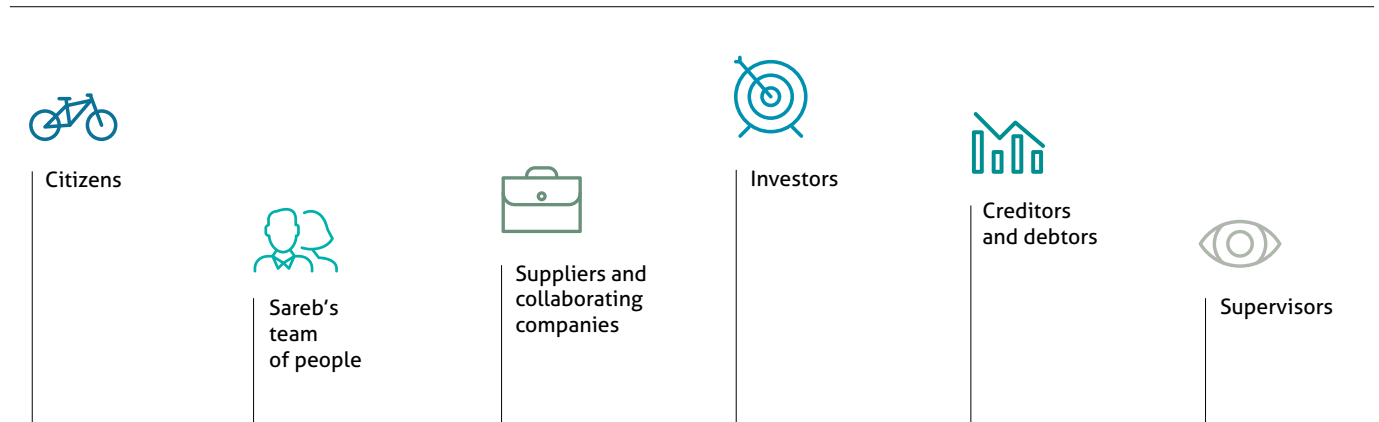 Citizens
Sareb’s
team
of people
Suppliers and
collaborating
companies
Investors
Creditors
and debtors
Supervisors